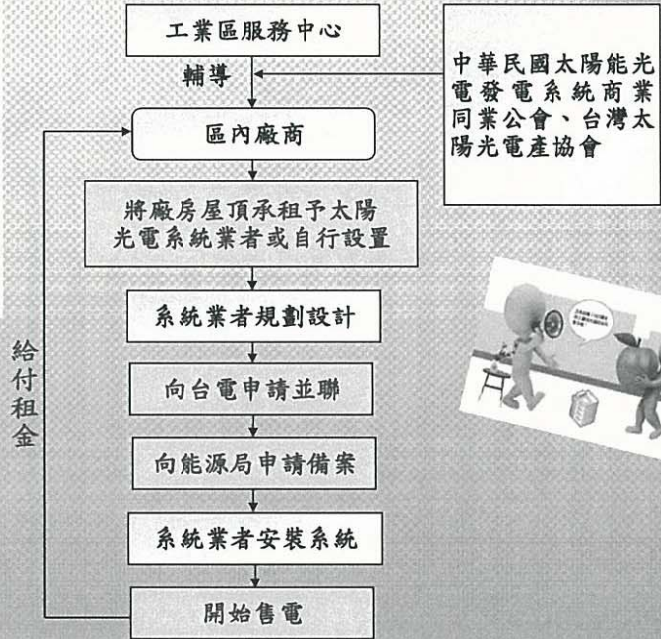 工業區服務中心
輔導
中華民國太陽能光
電發電系統商業
同業公會、台灣太
陽光電產協會
區內廠商
將廠房屋頂承租予太陽
光電系統業者或自行設置
系統業者規劃設計
給付租金
向台電申請並聯
向能源局申請備案
系統業者安裝系統
開始售電